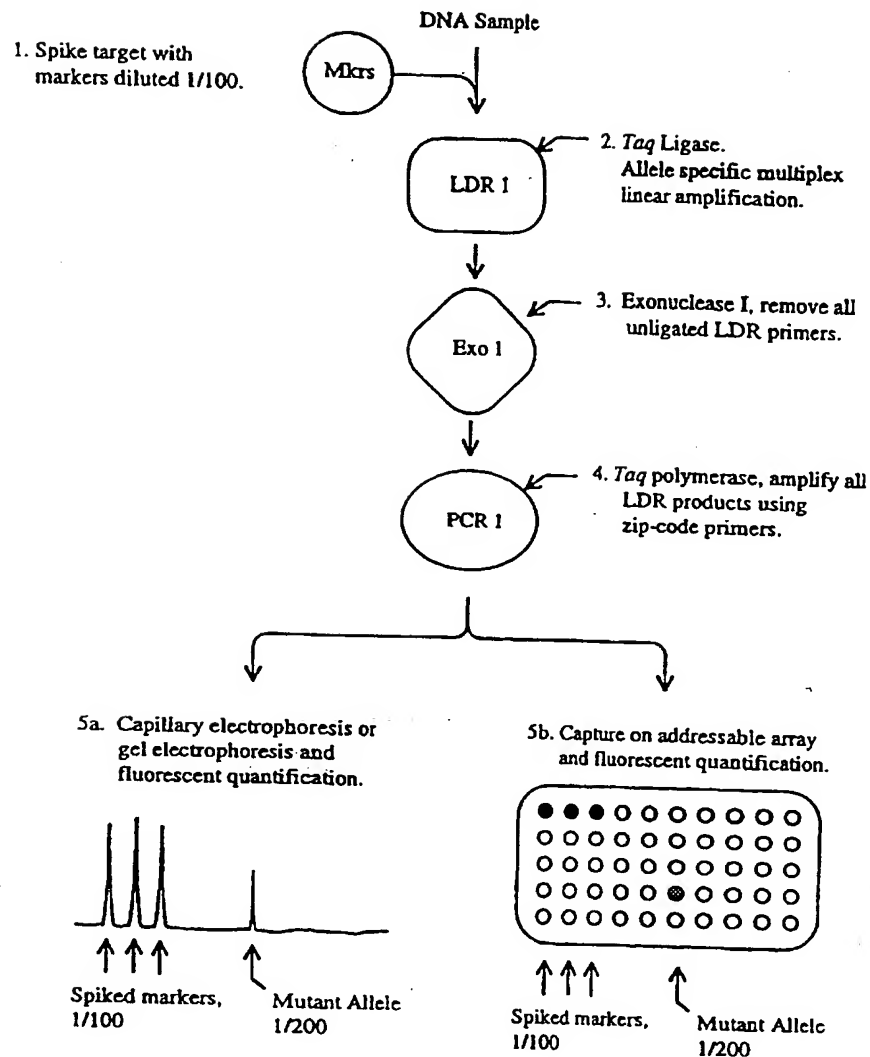 DNA Sample
1. Spike target with
markers diluted 1/100.
Mkrs
2. Taq Ligase.
Allele specific multiplex
linear amplification.
LDR 1
3. Exonuclease I, remove all
unligated LDR primers.
Exo 1
4. Taq polymerase, amplify all
LDR products using
zip-code primers.
PCR 1
5a. Capillary electrophoresis or
gel electrophoresis and
fluorescent quantification.
5b. Capture on addressable array
and fluorescent quantification.
Spiked markers,
1/100
Mutant Allele
1/200
Spiked markers,
1/100
Mutant Allele
1/200